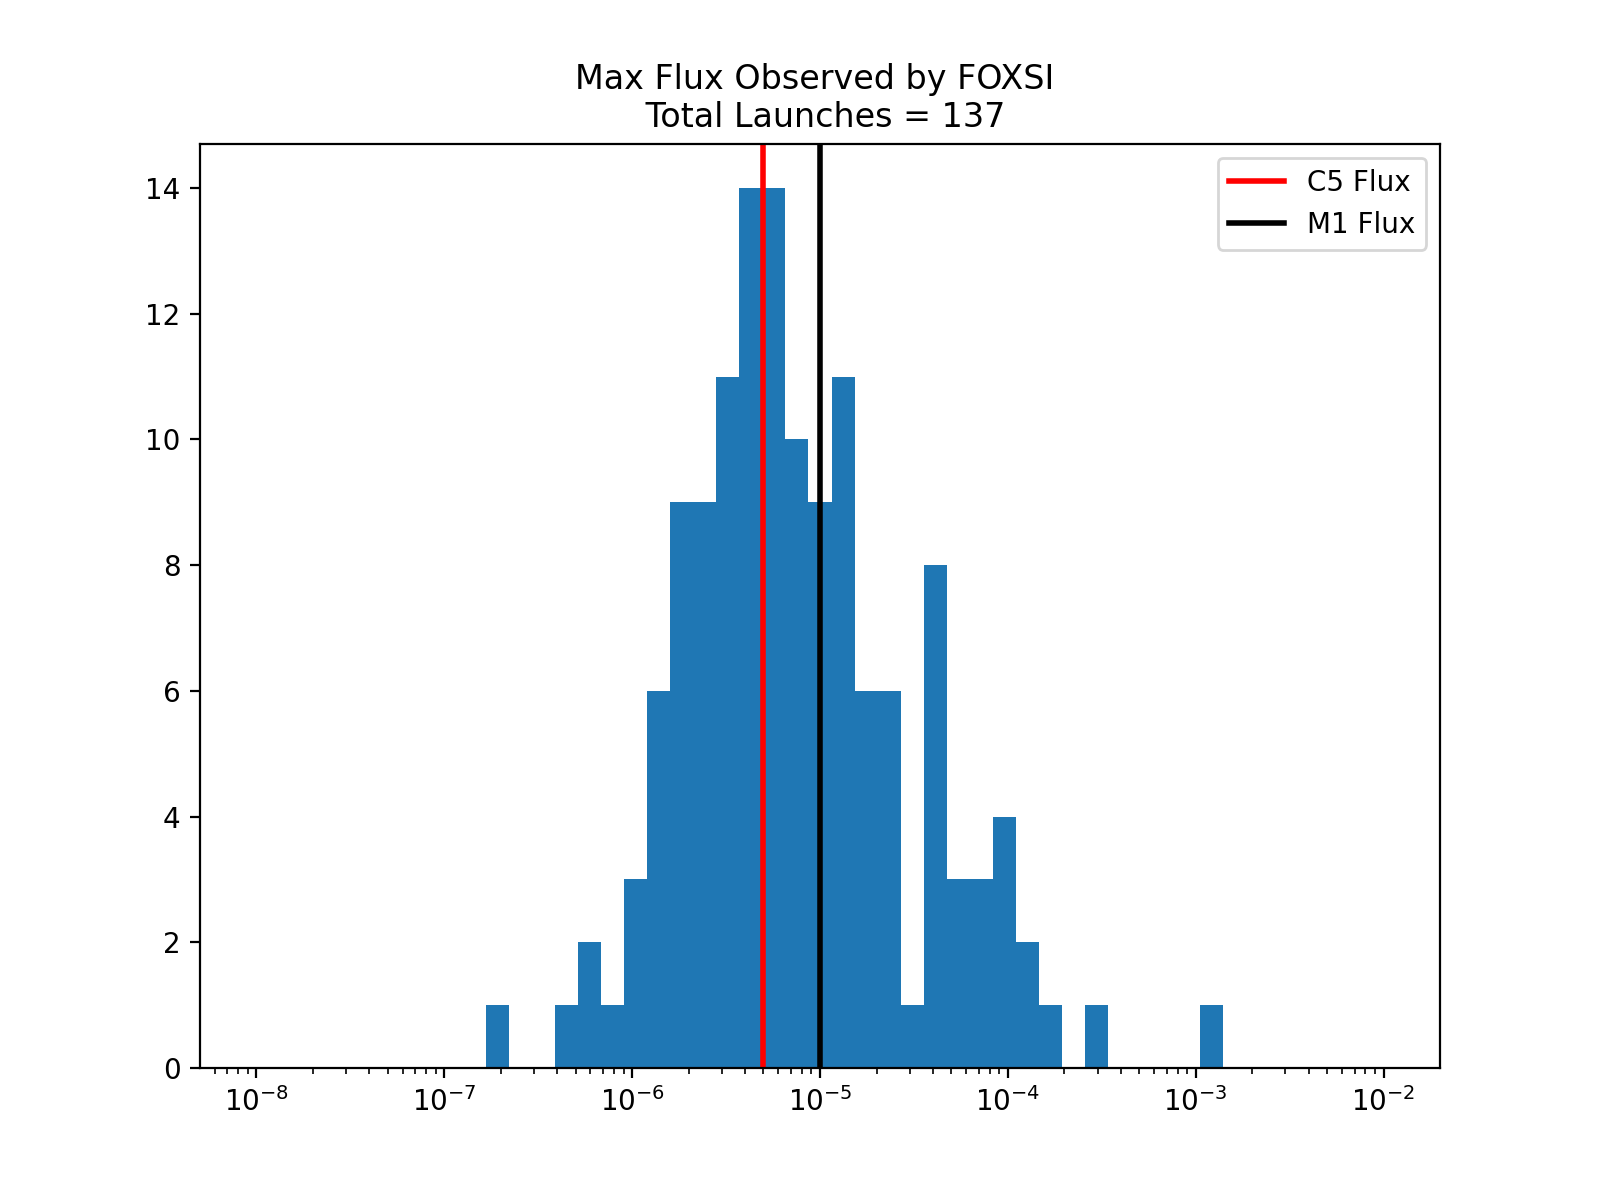 Max Flux Observed by FOXSI
Total Launches = 137
C5 Flux
M1 Flux
14
12
10
8
6
4
2
0
10⁻⁸ 10⁻⁷ 10⁻⁶ 10⁻⁵ 10⁻⁴ 10⁻³ 10⁻²